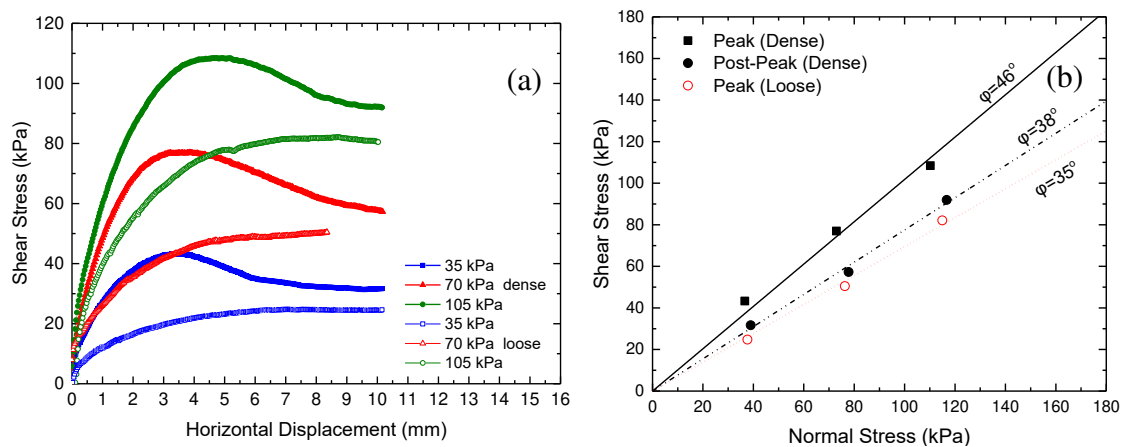 120
100
80
60
40
20
0
Shear Stress (kPa)
(a)
35 kPa
70 kPa dense
105 kPa
35 kPa
70 kPa loose
105 kPa
0 1 2 3 4 5 6 7 8 9 10 11 12 13 14 15 16
Horizontal Displacement (mm)
180
160
140
120
100
80
60
40
20
0
Shear Stress (kPa)
Peak (Dense)
Post-Peak (Dense)
Peak (Loose)
(b)
φ=46°
φ=38°
φ=35°
0 20 40 60 80 100 120 140 160 180
Normal Stress (kPa)